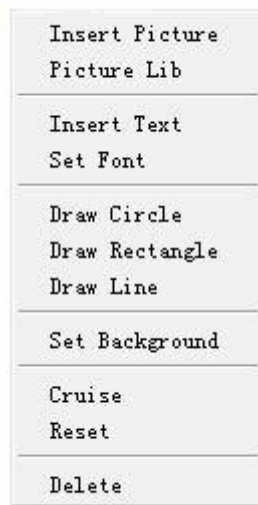 Insert Picture
Picture Lib
Insert Text
Set Font
Draw Circle
Draw Rectangle
Draw Line
Set Background
Cruise
Reset
Delete